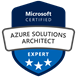 Microsoft
CERTIFIED
AZURE SOLUTIONS
ARCHITECT
EXPERT